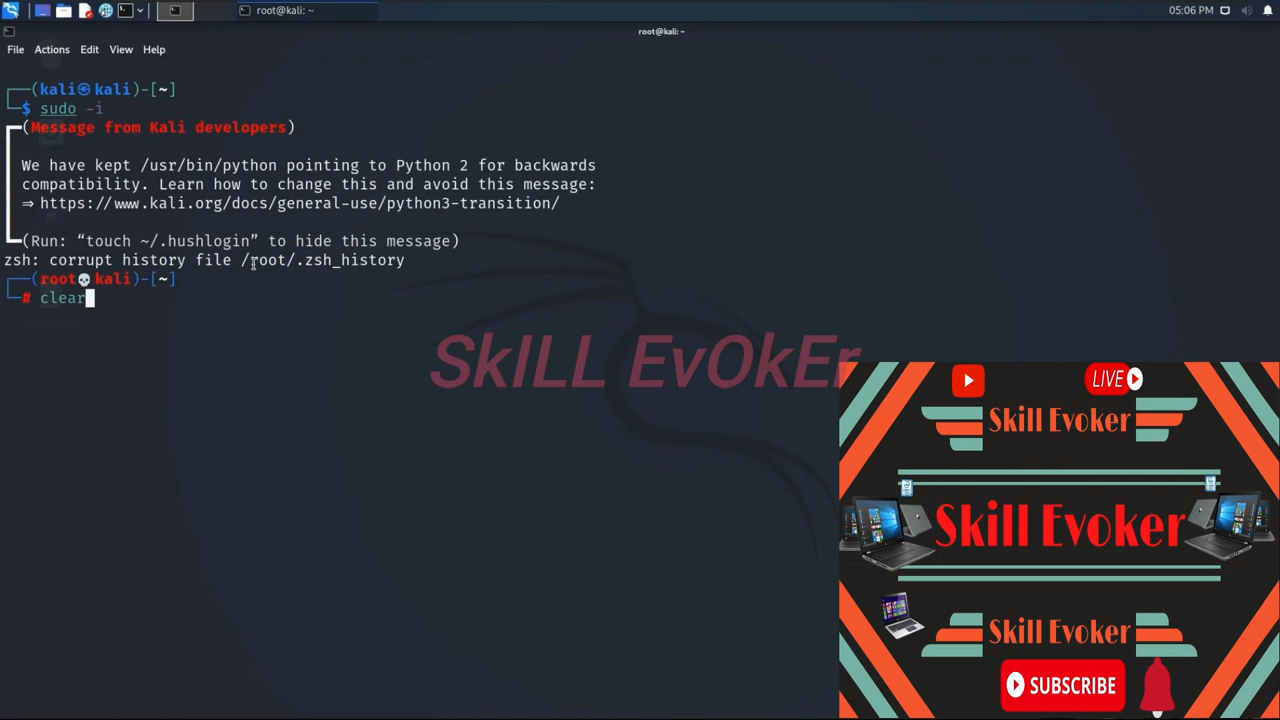 root@kali: ~
05:06 PM
root@kali: ~
File Actions Edit View Help
┌──(kali㉿kali)-[~]
└─$ sudo -i
┏━(Message from Kali developers)
┃ We have kept /usr/bin/python pointing to Python 2 for backwards
┃ compatibility. Learn how to change this and avoid this message:
┃ ⇒ https://www.kali.org/docs/general-use/python3-transition/
┗━(Run: “touch ~/.hushlogin” to hide this message)
zsh: corrupt history file /root/.zsh_history
┌──(root💀kali)-[~]
└─# clear
SkILL EvOkEr
LIVE
Skill Evoker
Skill Evoker
Skill Evoker
SUBSCRIBE